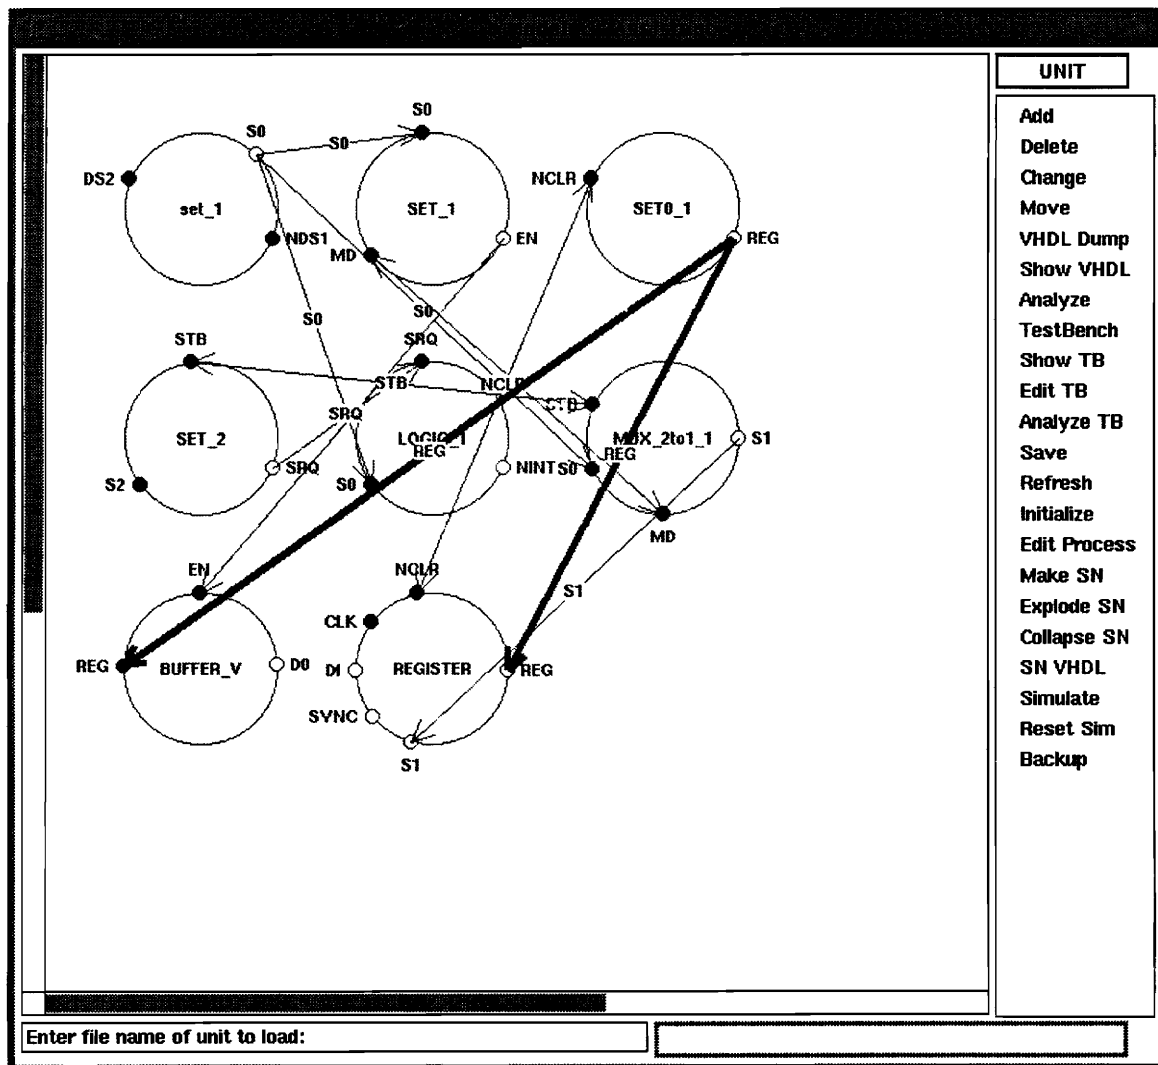 UNIT
Add
Delete
Change
Move
VHDL Dump
Show VHDL
Analyze
TestBench
Show TB
Edit TB
Analyze TB
Save
Refresh
Initialize
Edit Process
Make SN
Explode SN
Collapse SN
SN VHDL
Simulate
Reset Sim
Backup
S0
S0
S0
DS2
set_1
NDS1
SET_1
MD
EN
NCLR
SET0_1
REG
S0
S0
STB
SRQ
STB
NCLR
STB
SRQ
SET_2
LOGIC_1
MUX_2to1_1
S1
REG
REG
SRQ
NINT
S0
S2
S0
MD
EN
NCLR
S1
CLK
REG
BUFFER_V
D0
DI
REGISTER
REG
SYNC
S1
Enter file name of unit to load: